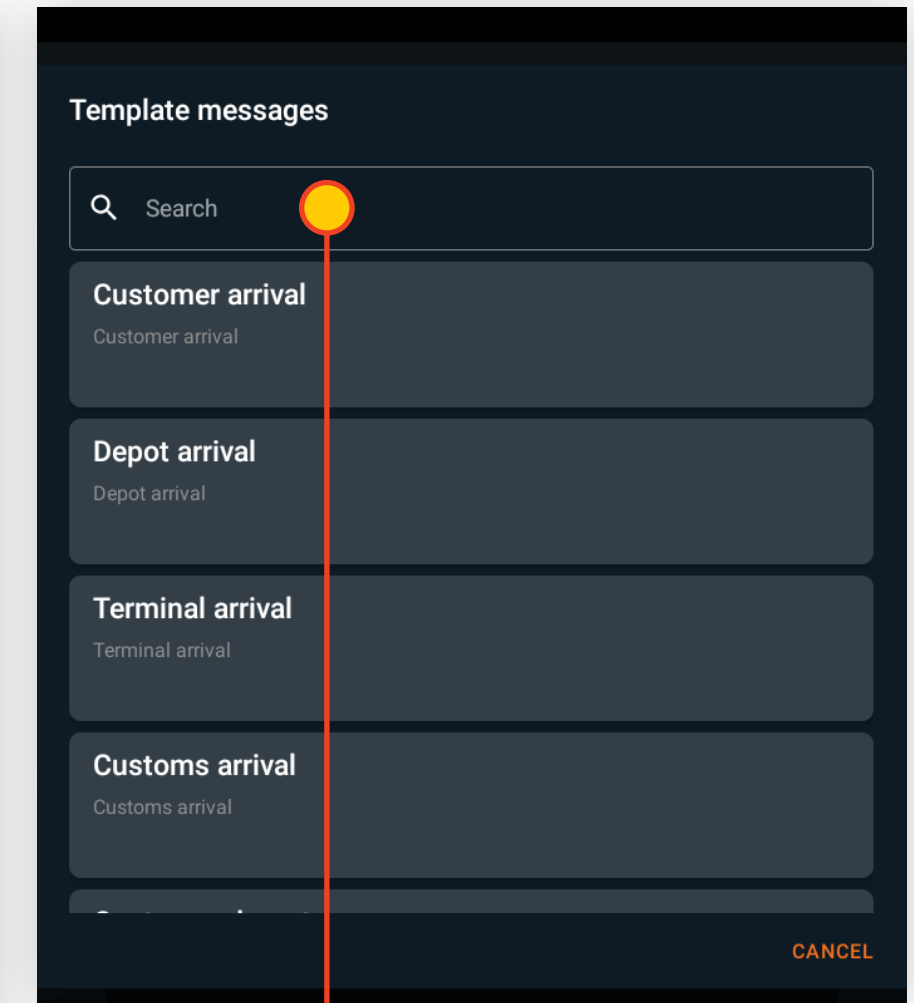 Template messages
Search
Customer arrival
Customer arrival
Depot arrival
Depot arrival
Terminal arrival
Terminal arrival
Customs arrival
Customs arrival
CANCEL